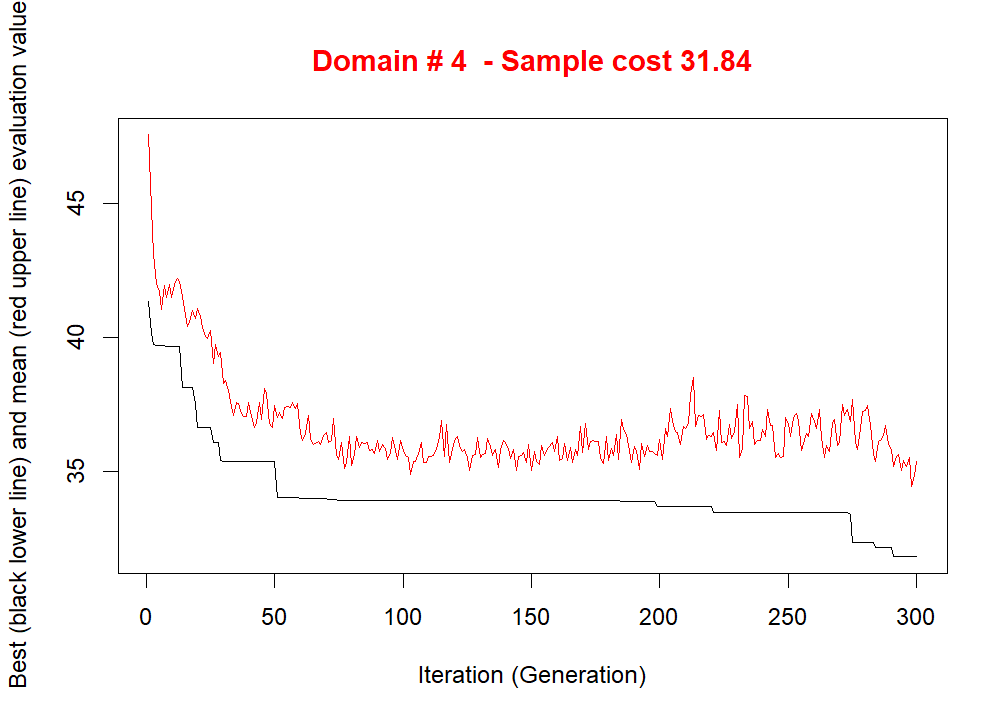 Domain # 4  - Sample cost 31.84
Best (black lower line) and mean (red upper line) evaluation value
45
40
35
0 50 100 150 200 250 300
Iteration (Generation)